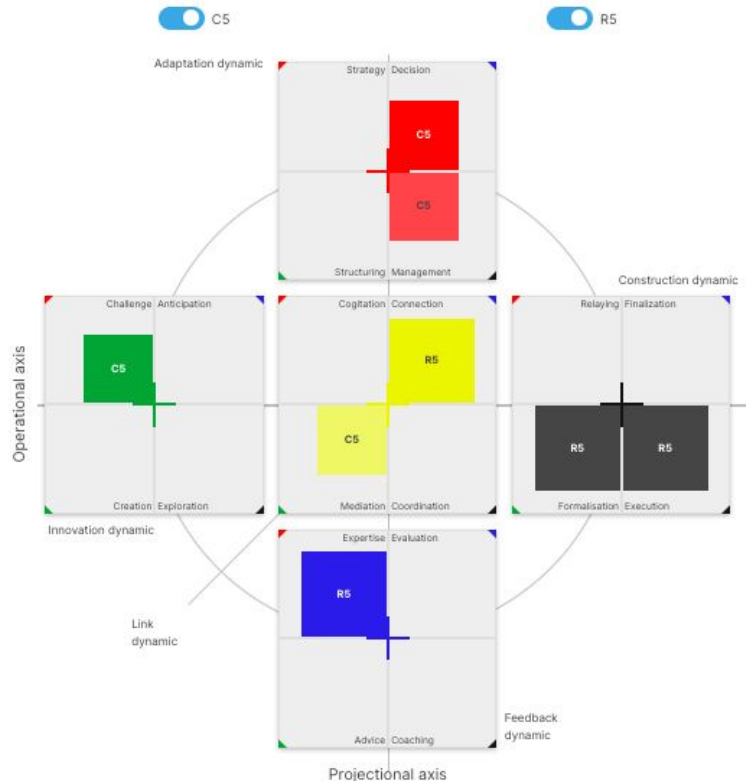 C5
R5
Adaptation dynamic
Strategy Decision
C5
C5
Structuring Management
Construction dynamic
Challenge Anticipation
Cogitation Connection
Relaying Finalization
R5
C5
C5
R5 R5
Operational axis
Creation Exploration
Mediation Coordination
Formalisation Execution
Innovation dynamic
Expertise Evaluation
R5
Link
dynamic
Feedback
dynamic
Advice Coaching
Projectional axis